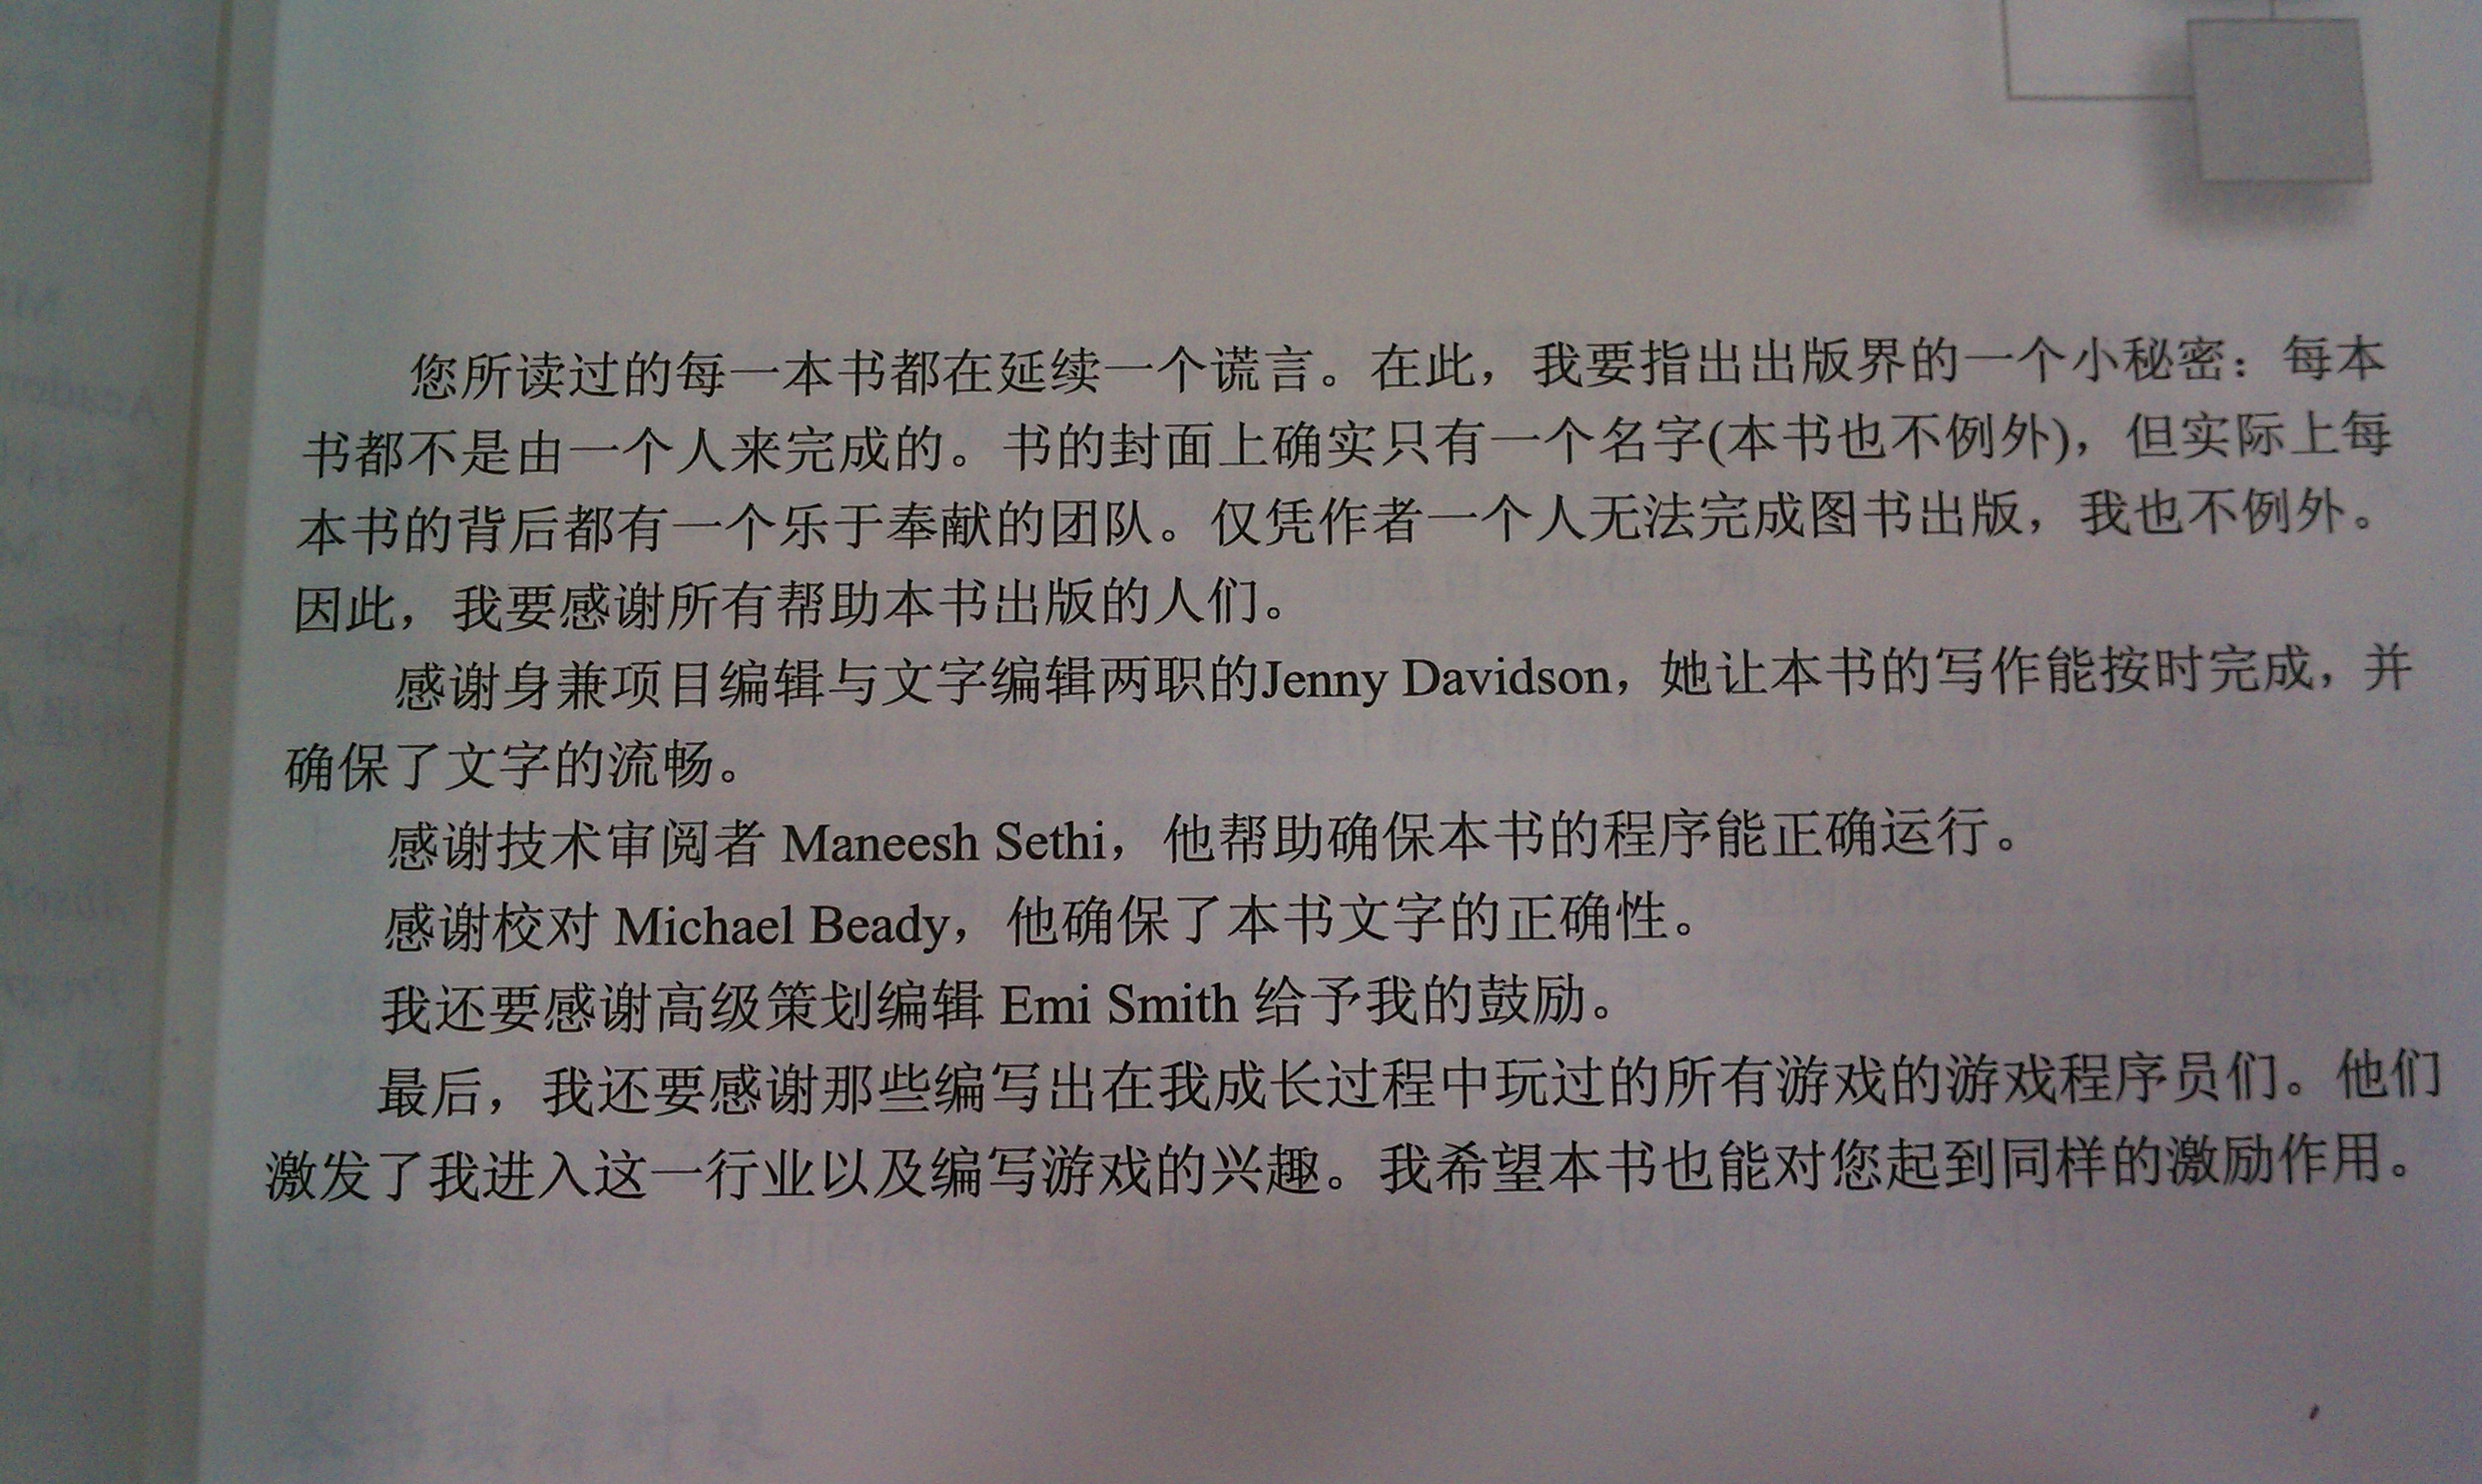 您所读过的每一本书都在延续一个谎言。在此，我要指出出版界的一个小秘密：每本
书都不是由一个人来完成的。书的封面上确实只有一个名字(本书也不例外)，但实际上每
本书的背后都有一个乐于奉献的团队。仅凭作者一个人无法完成图书出版，我也不例外。
因此，我要感谢所有帮助本书出版的人们。
感谢身兼项目编辑与文字编辑两职的Jenny Davidson，她让本书的写作能按时完成，并
确保了文字的流畅。
感谢技术审阅者 Maneesh Sethi，他帮助确保本书的程序能正确运行。
感谢校对 Michael Beady，他确保了本书文字的正确性。
我还要感谢高级策划编辑 Emi Smith 给予我的鼓励。
最后，我还要感谢那些编写出在我成长过程中玩过的所有游戏的游戏程序员们。他们
激发了我进入这一行业以及编写游戏的兴趣。我希望本书也能对您起到同样的激励作用。